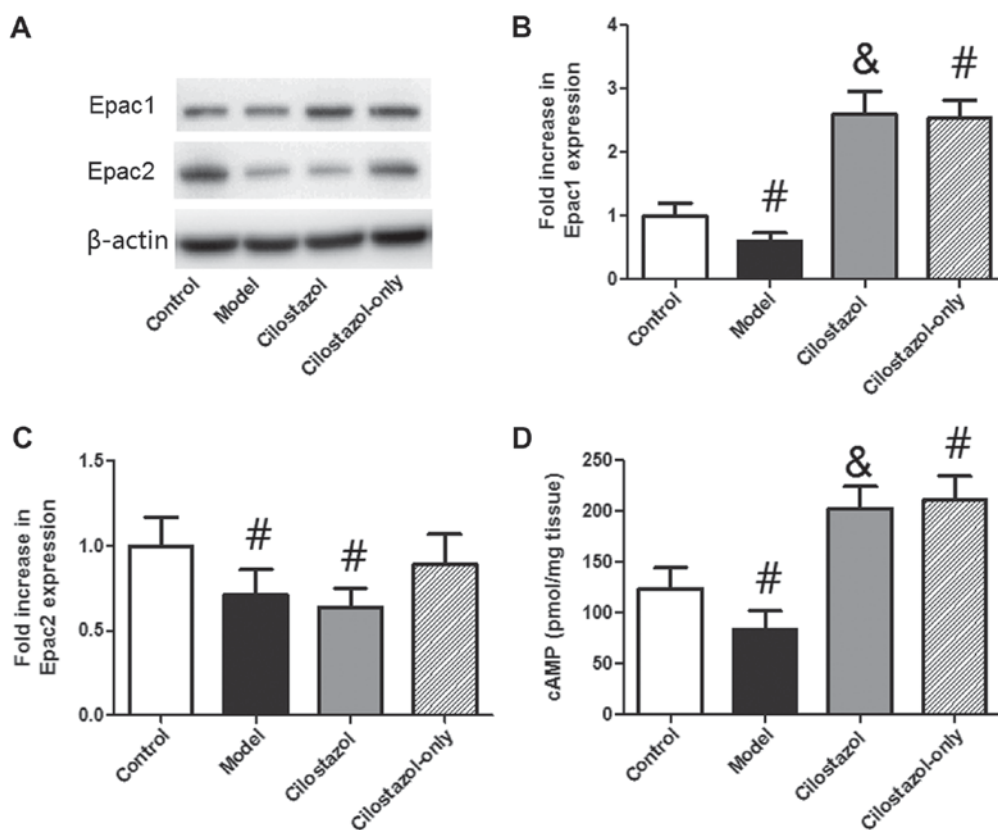 A
Epac1
Epac2
β-actin
Control
Model
Cilostazol
Cilostazol-only
B
Fold increase in
Epac1 expression
4
3
2
1
0
#
&
#
Control
Model
Cilostazol
Cilostazol-only
C
Fold increase in
Epac2 expression
1.5
1.0
0.5
0.0
#
#
Control
Model
Cilostazol
Cilostazol-only
D
cAMP (pmol/mg tissue)
250
200
150
100
50
0
#
&
#
Control
Model
Cilostazol
Cilostazol-only